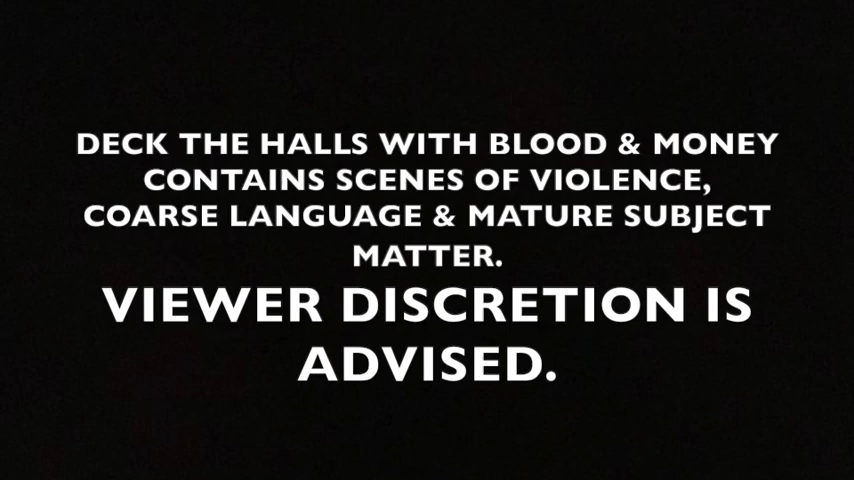 DECK THE HALLS WITH BLOOD & MONEY
CONTAINS SCENES OF VIOLENCE,
COARSE LANGUAGE & MATURE SUBJECT
MATTER.
VIEWER DISCRETION IS
ADVISED.